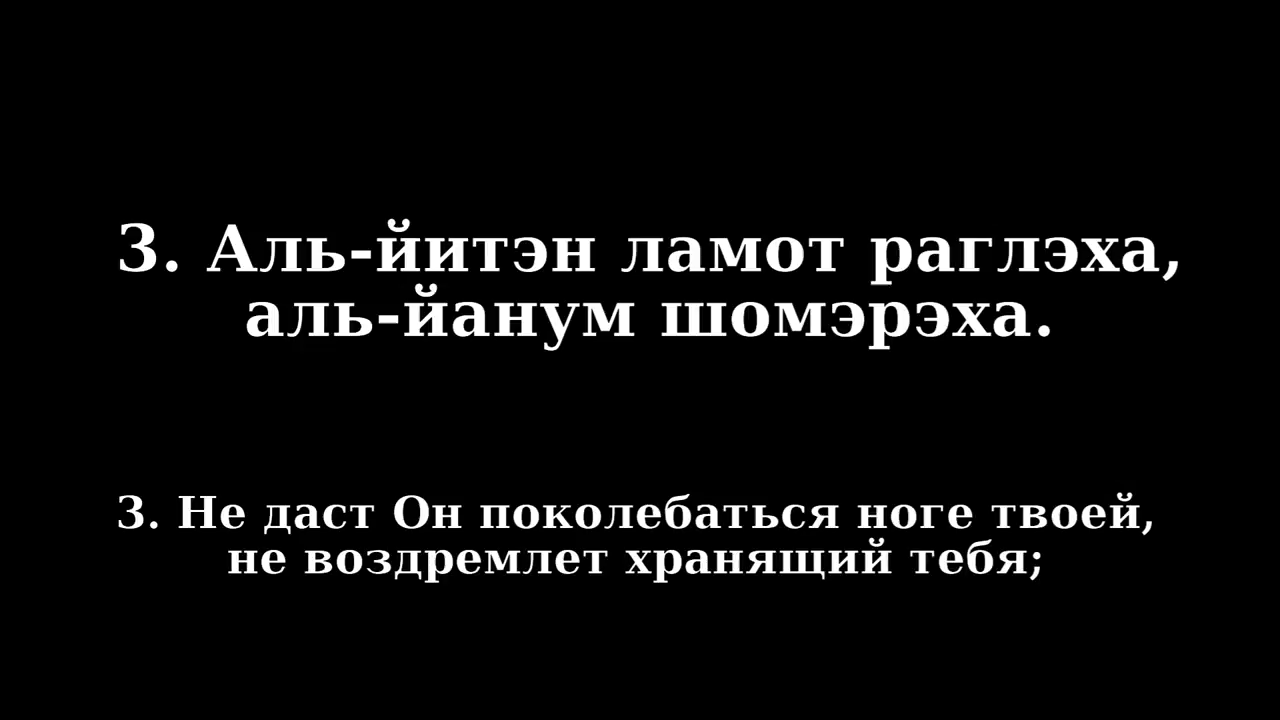 3. Аль-йитэн ламот раглэха,
аль-йанум шомэрэха.
3. Не даст Он поколебаться ноге твоей,
не воздремлет хранящий тебя;